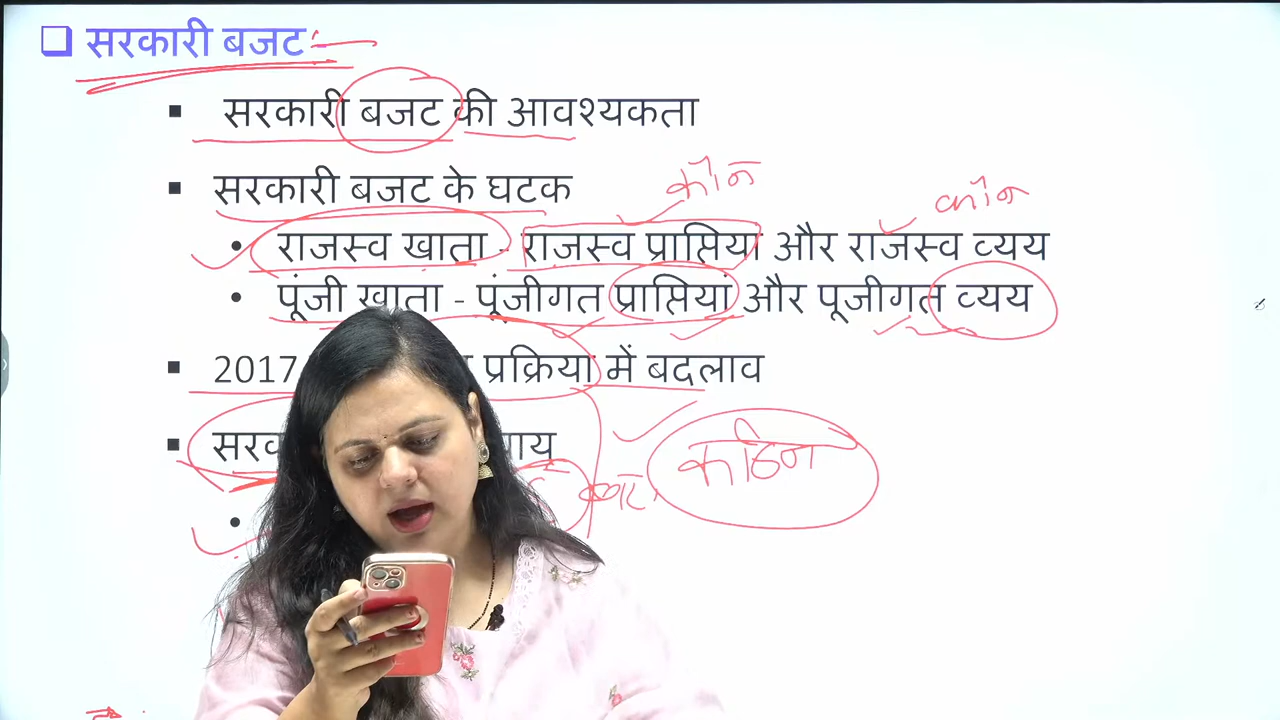 सरकारी बजट :
सरकारी बजट की आवश्यकता
सरकारी बजट के घटक
कौन
कौन
राजस्व खाता - राजस्व प्राप्तिया और राजस्व व्यय
पूंजी खाता - पूंजीगत प्राप्तियां और पूजीगत व्यय
2017 प्रक्रिया में बदलाव
कठिन